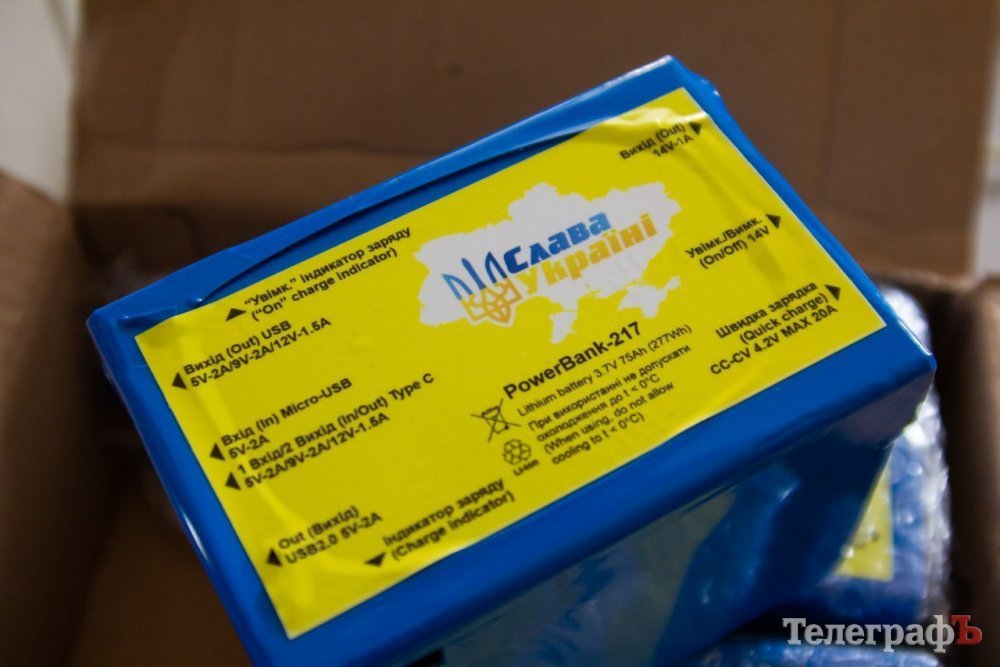 Вихід (Out)
14V-1A
"Увімк." індикатор заряду
("On" charge indicator)
Слава
Україні
Увімк./Вимк.
(On/Off) 14V
Вихід (Out) USB
5V-2A/9V-2A/12V-1.5A
Швидка зарядка
(Quick charge)
CC-CV 4.2V MAX 20A
Вхід (In) Micro-USB
5V-2A
1 Вхід/2 Вихід (In/Out) Type C
5V-2A/9V-2A/12V-1.5A
PowerBank-217
Lithium battery 3.7V 75Ah (277Wh)
При використанні не допускати
охолодження до t < 0°C
(When using, do not allow
cooling to t < 0°C)
Li-ion
Out (Вихід)
USB2.0 5V-2A
Індикатор заряду
(Charge indicator)
ТелеграфЪ